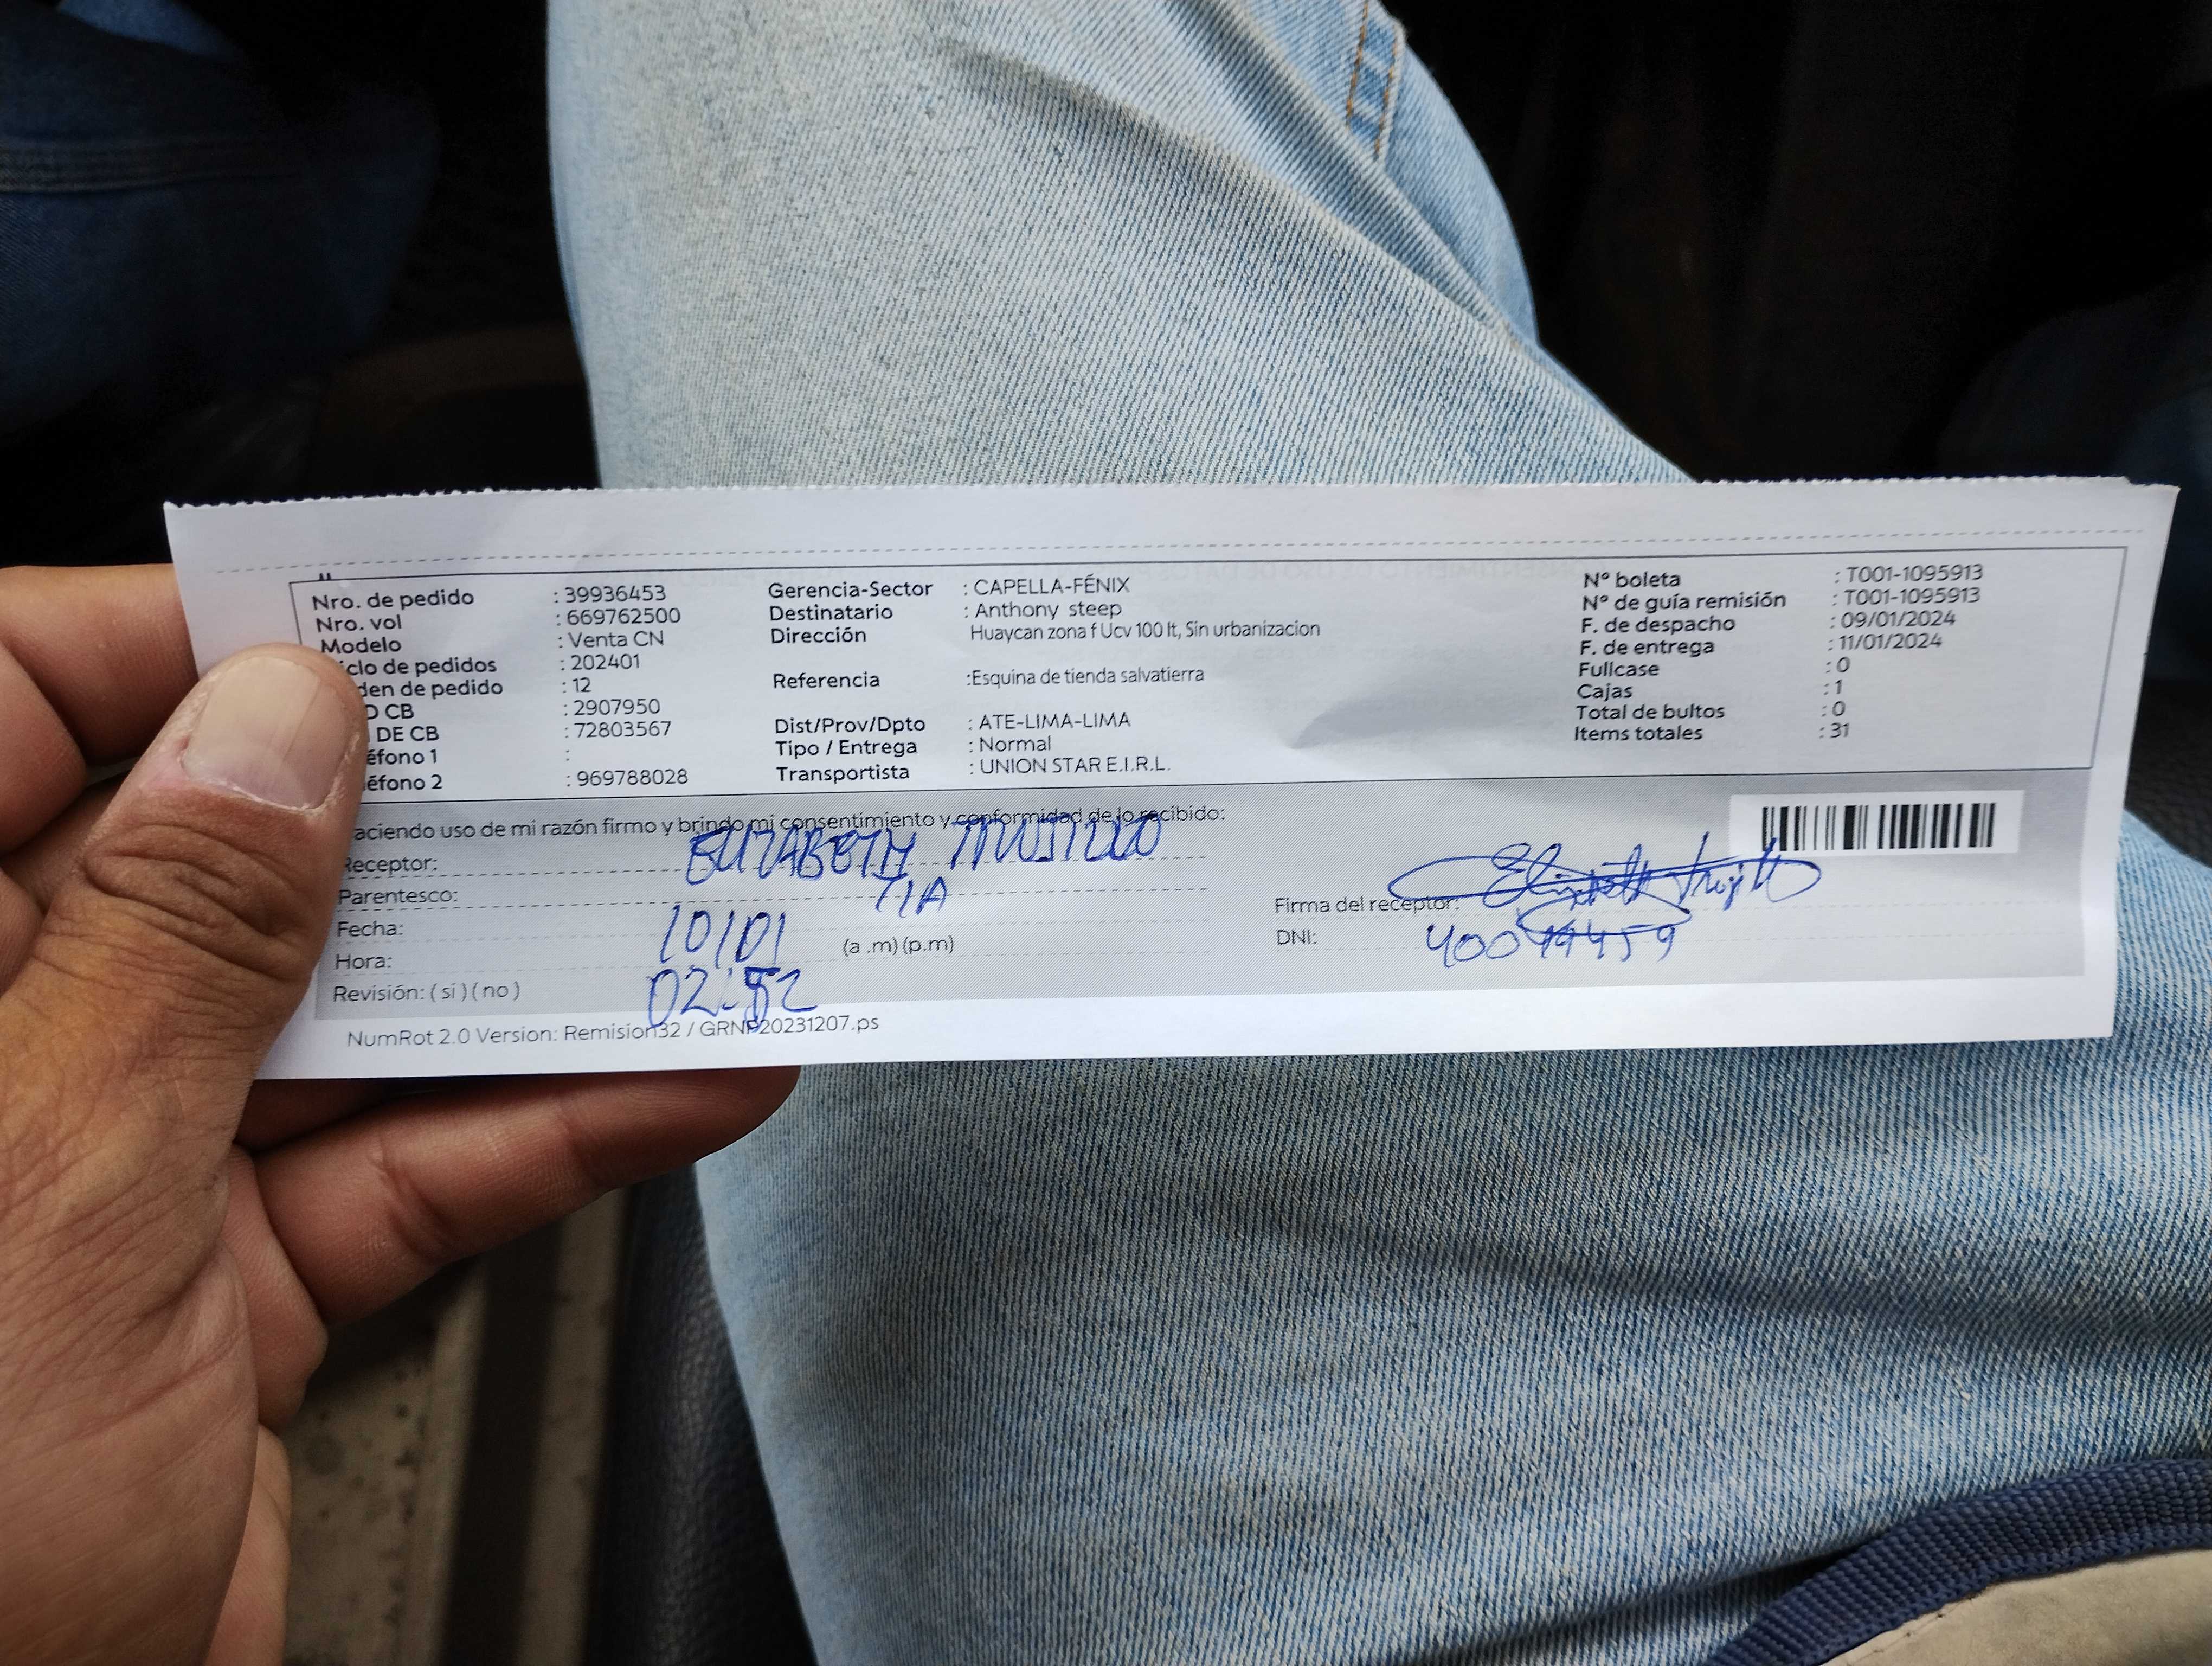 Nro. de pedido : 39936453 Gerencia-Sector : CAPELLA-FÉNIX N° boleta : T001-1095913
Nro. vol : 669762500 Destinatario : Anthony steep N° de guía remisión : T001-1095913
Modelo : Venta CN Dirección Huaycan zona f Ucv 100 lt, Sin urbanizacion F. de despacho : 09/01/2024
clo de pedidos : 202401 F. de entrega : 11/01/2024
den de pedido : 12 Referencia :Esquina de tienda salvatierra Fullcase : 0
CB : 2907950 Cajas : 1
DE CB : 72803567 Dist/Prov/Dpto : ATE-LIMA-LIMA Total de bultos : 0
éfono 1 : Tipo / Entrega : Normal Items totales : 31
éfono 2 : 969788028 Transportista : UNION STAR E.I.R.L.
aciendo uso de mi razón firmo y brindo mi consentimiento y conformidad de lo recibido:
Receptor: ELIZABETH TRUJILLO
Parentesco: TIA
Firma del receptor: Elizabeth Trujillo
Fecha: 10/01
DNI:
Hora: (a .m) (p.m)
Revisión: ( si ) ( no )
NumRot 2.0 Version: Remision32 / GRNP20231207.ps